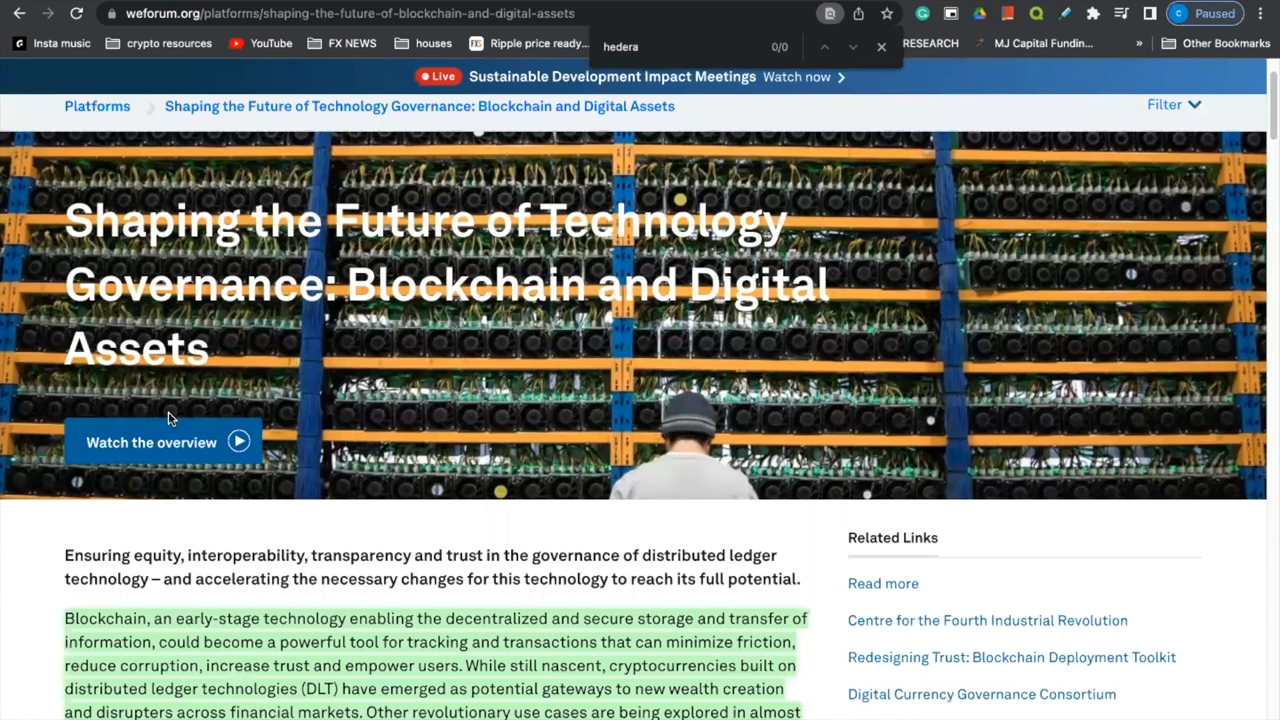 weforum.org/platforms/shaping-the-future-of-blockchain-and-digital-assets
C Paused
Insta music
crypto resources
YouTube
FX NEWS
houses
Ripple price ready...
hedera
0/0
RESEARCH
MJ Capital Fundin...
»
Other Bookmarks
Live
Sustainable Development Impact Meetings Watch now
Platforms
Shaping the Future of Technology Governance: Blockchain and Digital Assets
Filter
Shaping the Future of Technology
Governance: Blockchain and Digital
Assets
Watch the overview
Ensuring equity, interoperability, transparency and trust in the governance of distributed ledger
technology – and accelerating the necessary changes for this technology to reach its full potential.
Blockchain, an early-stage technology enabling the decentralized and secure storage and transfer of
information, could become a powerful tool for tracking and transactions that can minimize friction,
reduce corruption, increase trust and empower users. While still nascent, cryptocurrencies built on
distributed ledger technologies (DLT) have emerged as potential gateways to new wealth creation
and disrupters across financial markets. Other revolutionary use cases are being explored in almost
Related Links
Read more
Centre for the Fourth Industrial Revolution
Redesigning Trust: Blockchain Deployment Toolkit
Digital Currency Governance Consortium